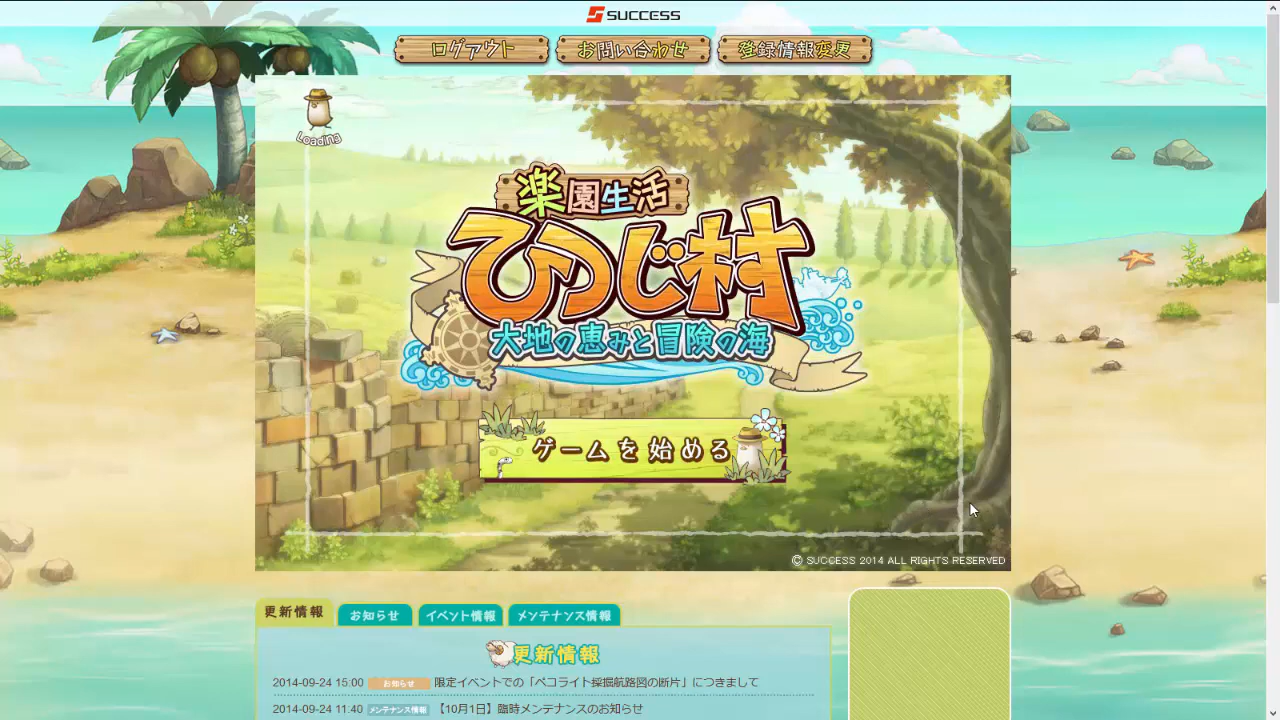 SUCCESS
ログアウト
お問い合わせ
登録情報変更
Loading
楽園生活
ひつじ村
大地の恵みと冒険の海
ゲームを始める
© SUCCESS 2014 ALL RIGHTS RESERVED
更新情報 お知らせ イベント情報 メンテナンス情報
更新情報
2014-09-24 15:00 お知らせ 限定イベントでの「ペコライト採掘航路図の断片」につきまして
2014-09-24 11:40 メンテナンス情報 【10月1日】臨時メンテナンスのお知らせ